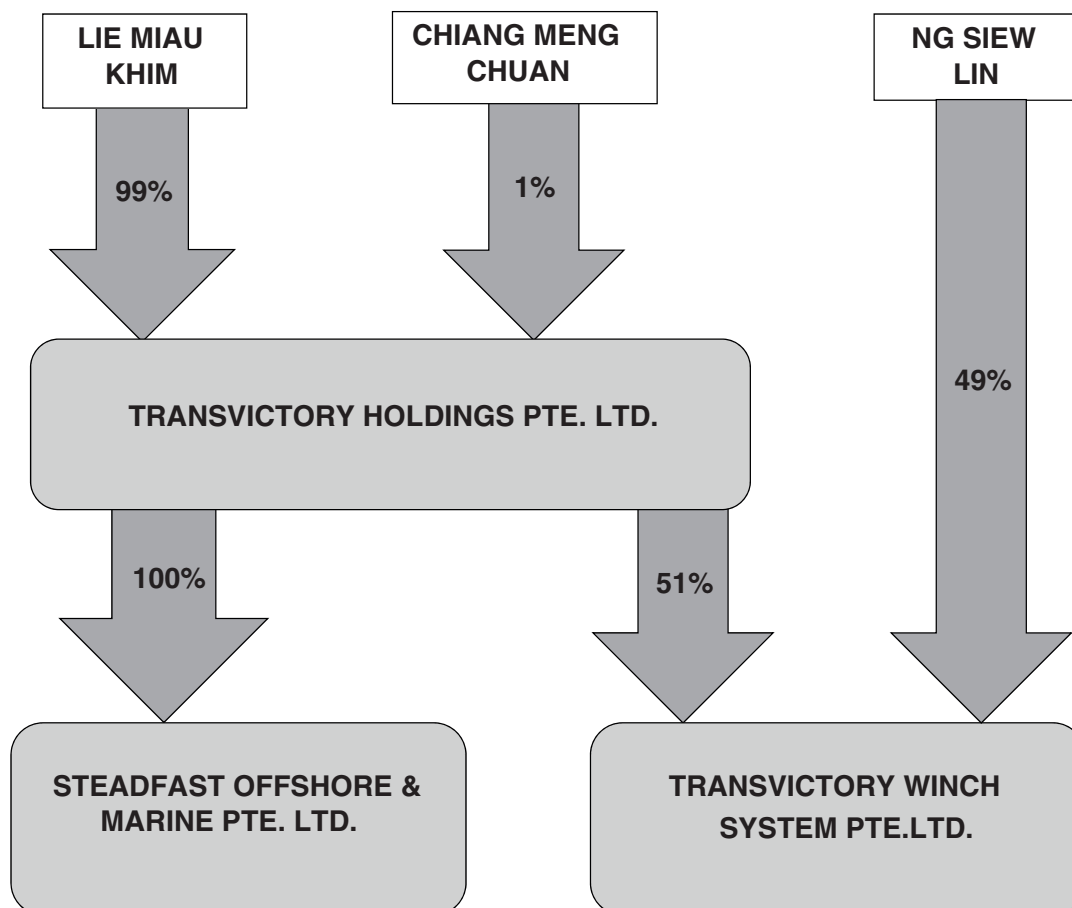 LIE MIAU
KHIM
CHIANG MENG
CHUAN
NG SIEW
LIN
99%
1%
49%
TRANSVICTORY HOLDINGS PTE. LTD.
100%
51%
STEADFAST OFFSHORE &
MARINE PTE. LTD.
TRANSVICTORY WINCH
SYSTEM PTE.LTD.